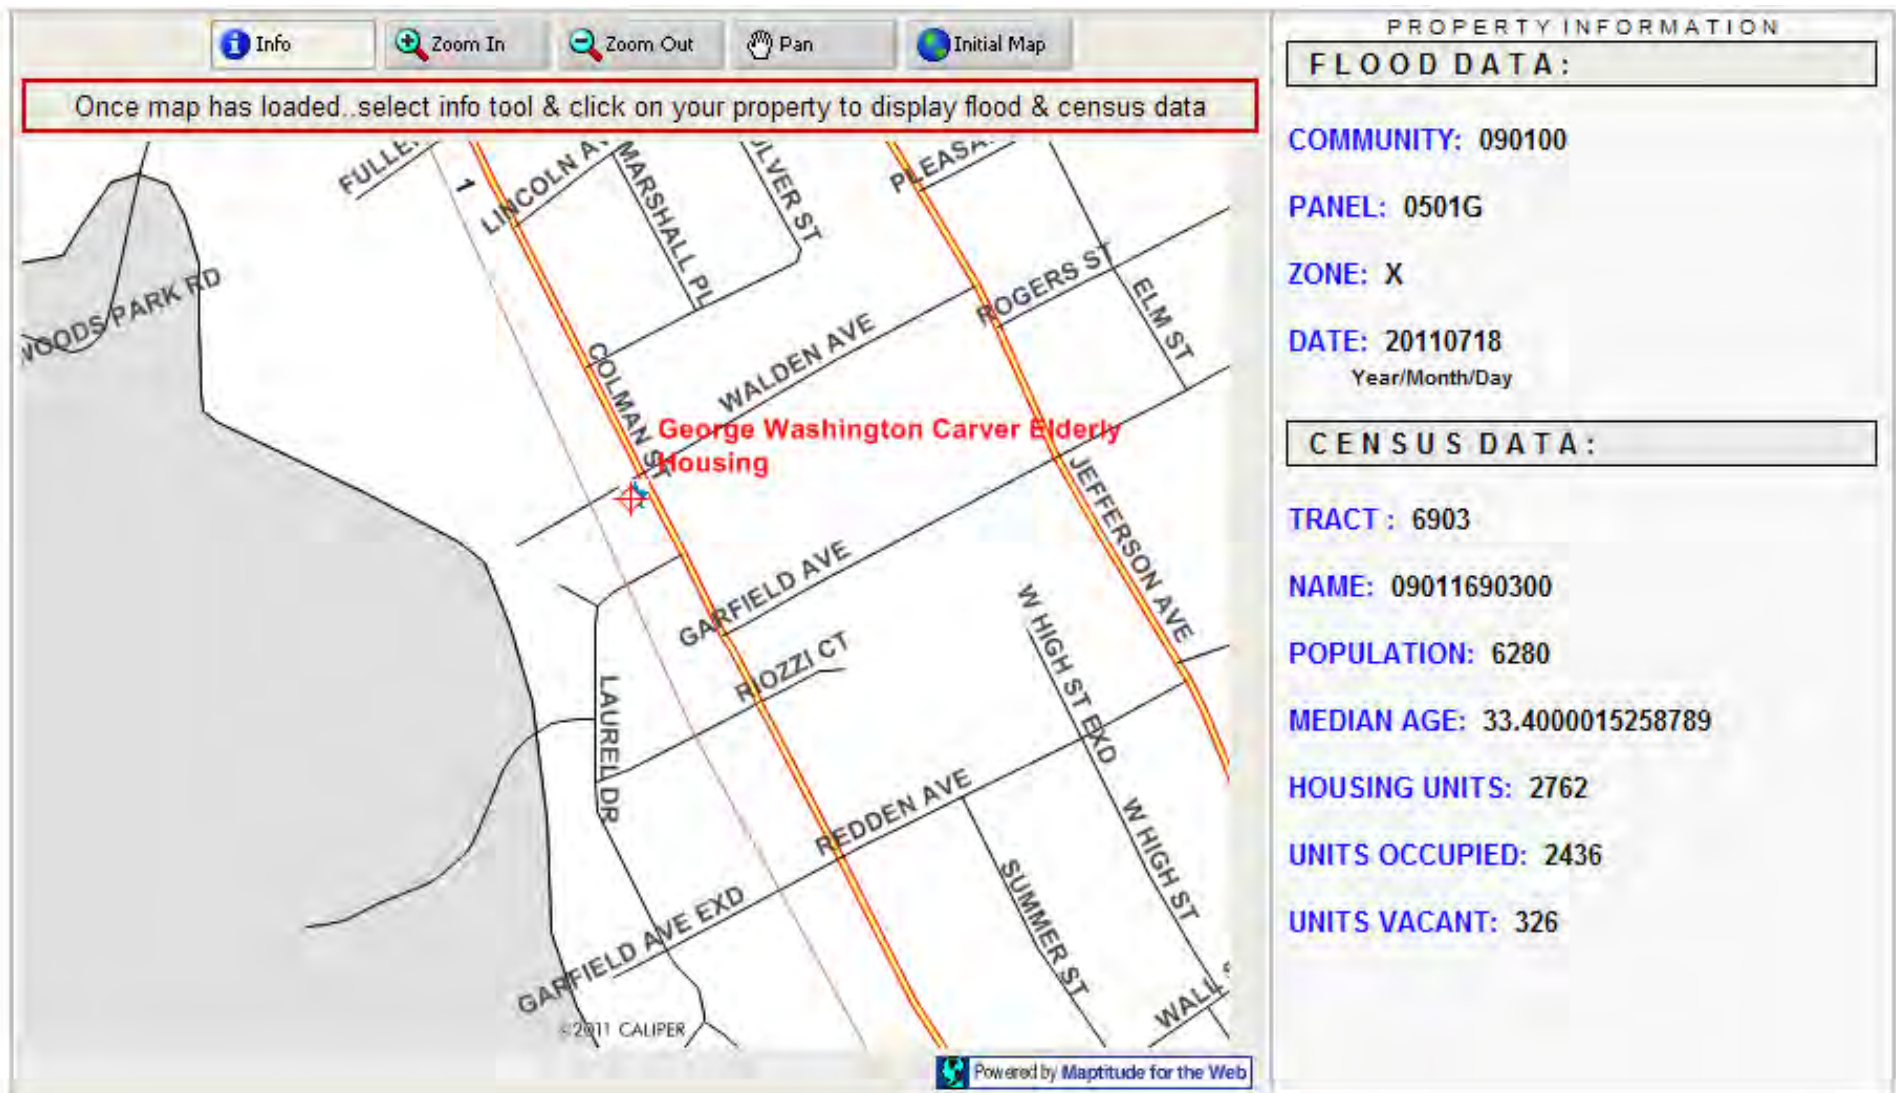 Info
Zoom In
Zoom Out
Pan
Initial Map
Once map has loaded..select info tool & click on your property to display flood & census data
1
LINCOLN AV
MARSHALL PL
ROGERS ST
ELM ST
WALDEN AVE
COLMAN ST
George Washington Carver Elderly
Housing
JEFFERSON AVE
GARFIELD AVE
RIOZZI CT
W HIGH ST EXD
LAUREL DR
REDDEN AVE
W HIGH ST
SUMMER ST
GARFIELD AVE EXD
WALL
WOODS PARK RD
©2011 CALIPER
Powered by Maptitude for the Web
PROPERTY INFORMATION
FLOOD DATA:
COMMUNITY: 090100
PANEL: 0501G
ZONE: X
DATE: 20110718
Year/Month/Day
CENSUS DATA:
TRACT : 6903
NAME: 09011690300
POPULATION: 6280
MEDIAN AGE: 33.4000015258789
HOUSING UNITS: 2762
UNITS OCCUPIED: 2436
UNITS VACANT: 326